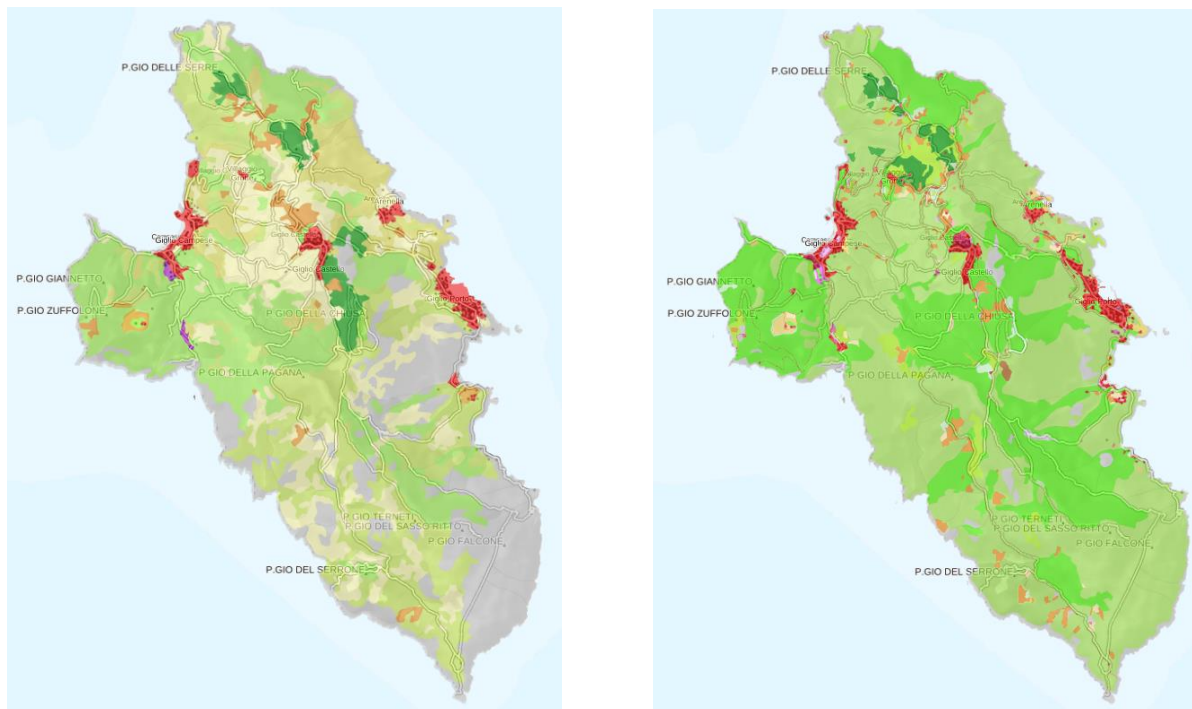 P.GIO DELLE SERRE
Arenella
Giglio Campese
Giglio Castello
P.GIO GIANNETTO
Giglio Porto
P.GIO ZUFFOLONE
P.GIO DELLA CHIUSA
P.GIO DELLA PAGANA
P.GIO TERNETI
P.GIO DEL SASSO RITTO
P.GIO FALCONE
P.GIO DEL SERRONE
P.GIO DELLE SERRE
Arenella
Giglio Campese
Giglio Castello
P.GIO GIANNETTO
Giglio Porto
P.GIO ZUFFOLONE
P.GIO DELLA CHIUSA
P.GIO DELLA PAGANA
P.GIO TERNETI
P.GIO DEL SASSO RITTO
P.GIO FALCONE
P.GIO DEL SERRONE